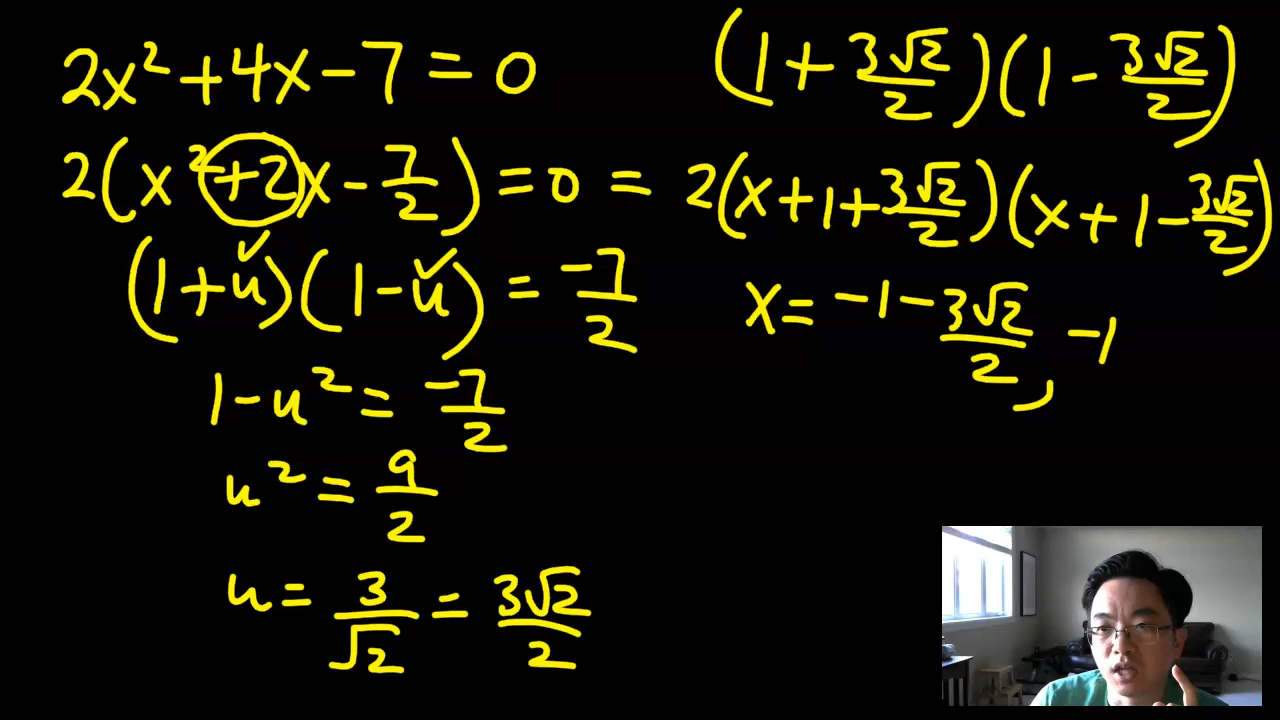 2x² + 4x - 7 = 0
2(x² + 2x - 7/2) = 0 = 2(x + 1 + 3√2/2)(x + 1 - 3√2/2)
(1 + u)(1 - u) = -7/2
1 - u² = -7/2
u² = 9/2
u = 3/√2 = 3√2/2
(1 + 3√2/2)(1 - 3√2/2)
x = -1 - 3√2/2, -1